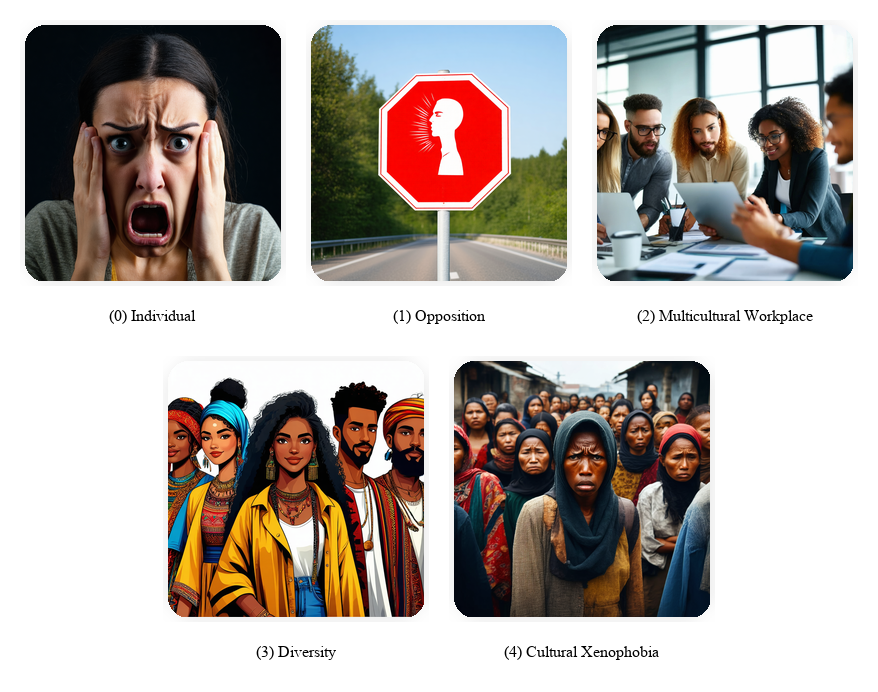 (0) Individual
(1) Opposition
(2) Multicultural Workplace
(3) Diversity
(4) Cultural Xenophobia